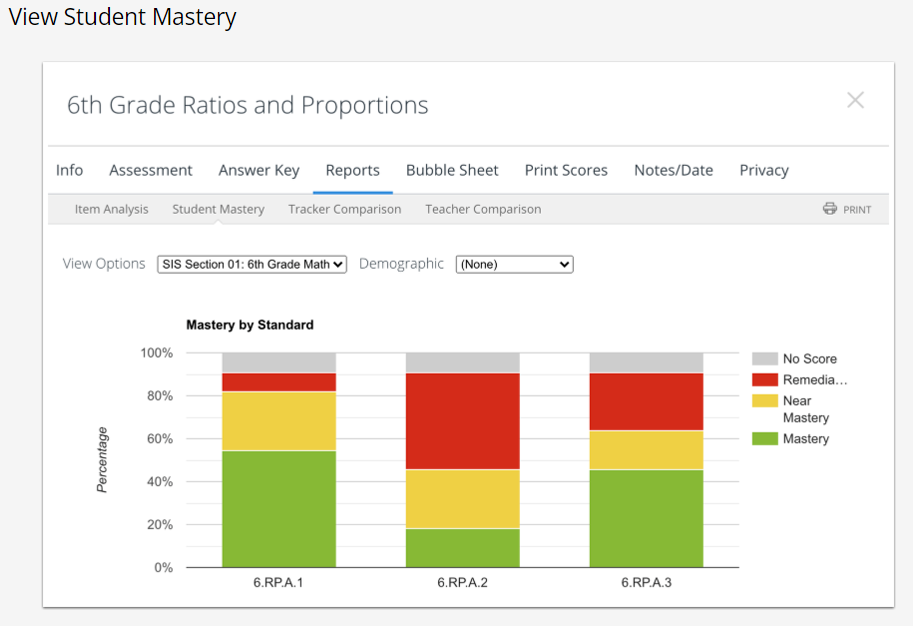 View Student Mastery
6th Grade Ratios and Proportions
Info Assessment Answer Key Reports Bubble Sheet Print Scores Notes/Date Privacy
Item Analysis Student Mastery Tracker Comparison Teacher Comparison PRINT
View Options SIS Section 01: 6th Grade Math Demographic (None)
Mastery by Standard
100%
80%
60%
40%
20%
0%
Percentage
6.RP.A.1 6.RP.A.2 6.RP.A.3
No Score
Remedia...
Near
Mastery
Mastery